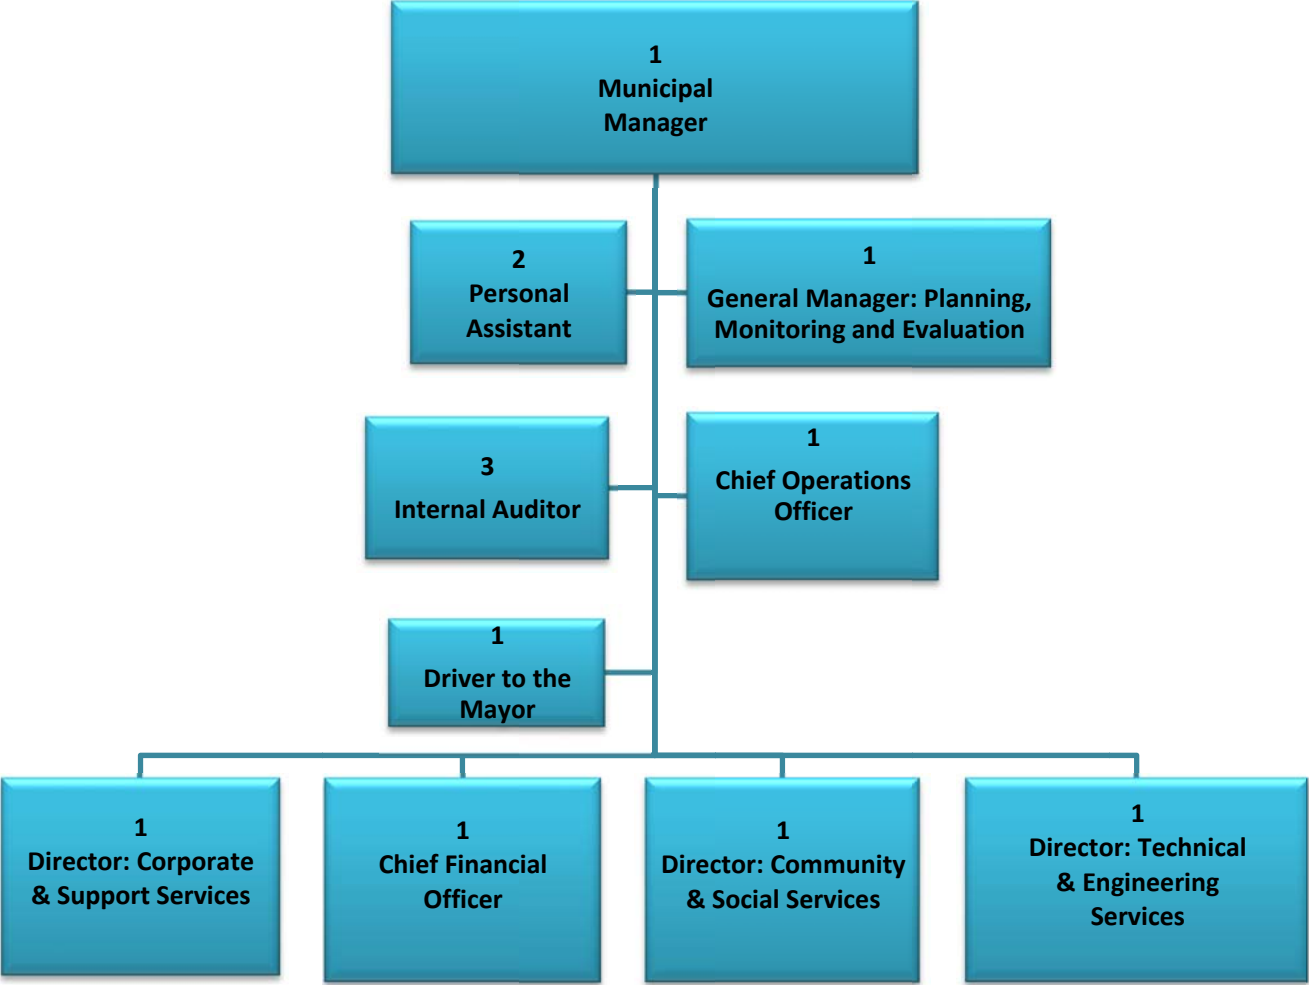 1
Municipal
Manager
2
Personal
Assistant
1
General Manager: Planning,
Monitoring and Evaluation
3
Internal Auditor
1
Chief Operations
Officer
1
Driver to the
Mayor
1
Director: Corporate
& Support Services
1
Chief Financial
Officer
1
Director: Community
& Social Services
1
Director: Technical
& Engineering
Services